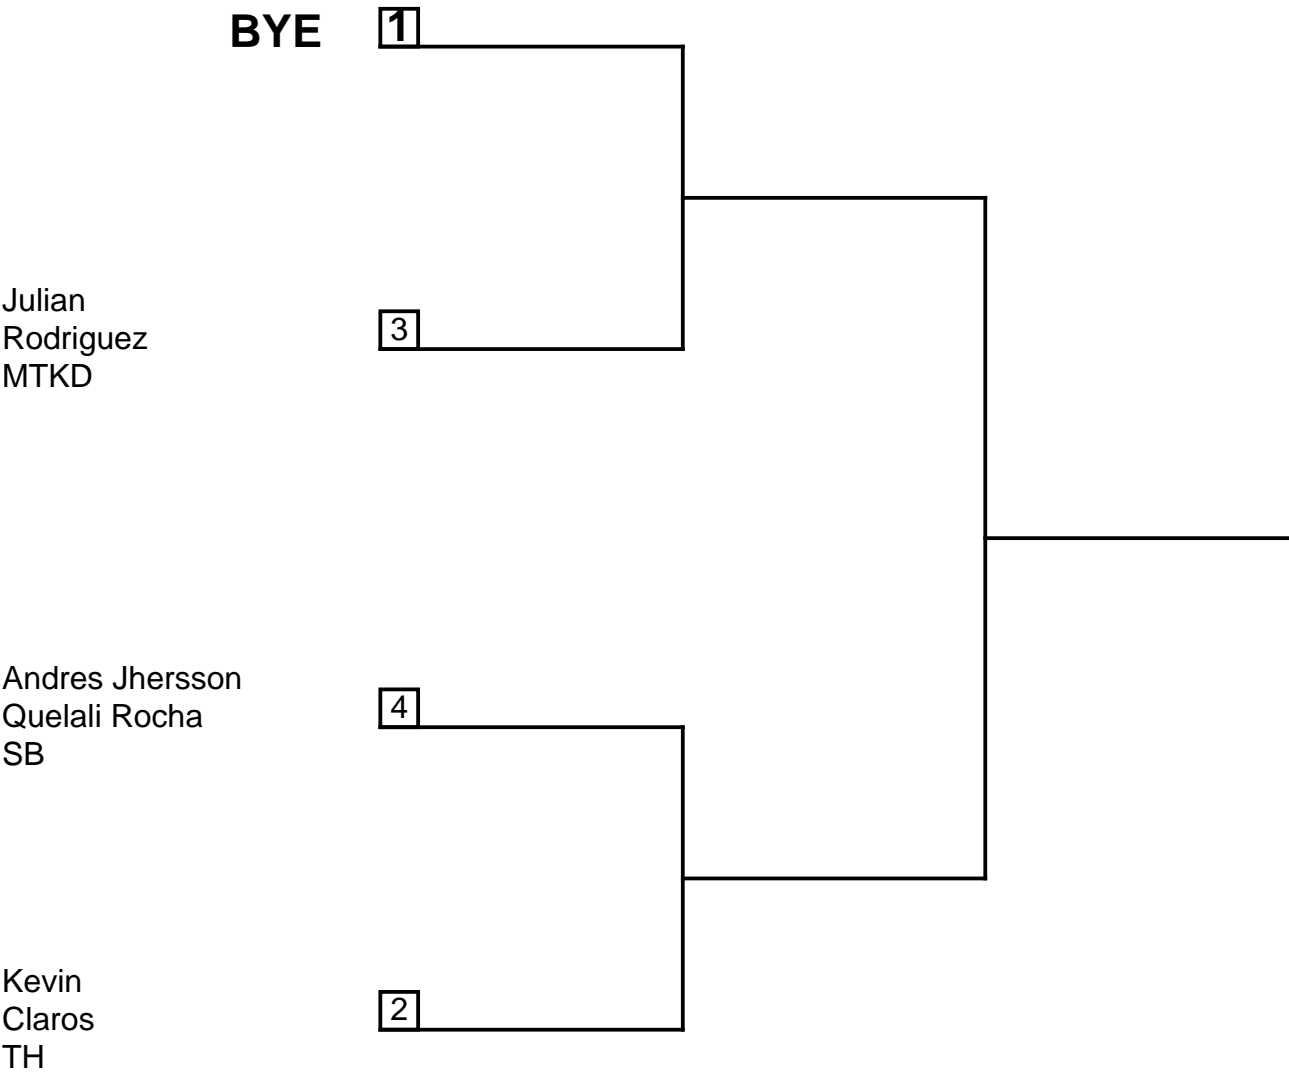 BYE 1
Julian
Rodriguez
MTKD
3
Andres Jhersson
Quelali Rocha
SB
4
Kevin
Claros
TH
2